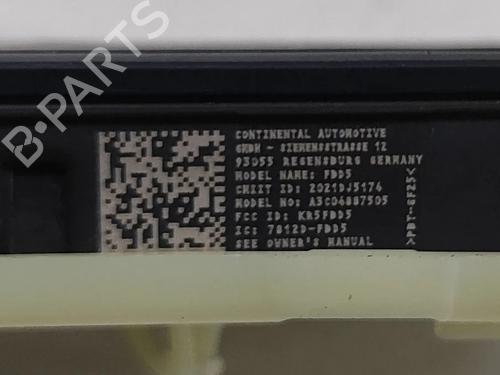 B-PARTS
CONTINENTAL AUTOMOTIVE
GMBH - SIEMENSSTRASSE 12
93055 REGENSBURG GERMANY
MODEL NAME: FDD5
CMIIT ID: 2021DJ5174
MODEL NO: A3C04887505
FCC ID: KR5FDD5
IC: 7812D-FDD5
SEE OWNER'S MANUAL
>PBT-GF25<